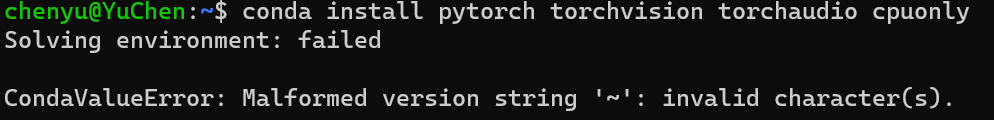 chenyu@YuChen:~$ conda install pytorch torchvision torchaudio cpuonly
Solving environment: failed
CondaValueError: Malformed version string '~': invalid character(s).